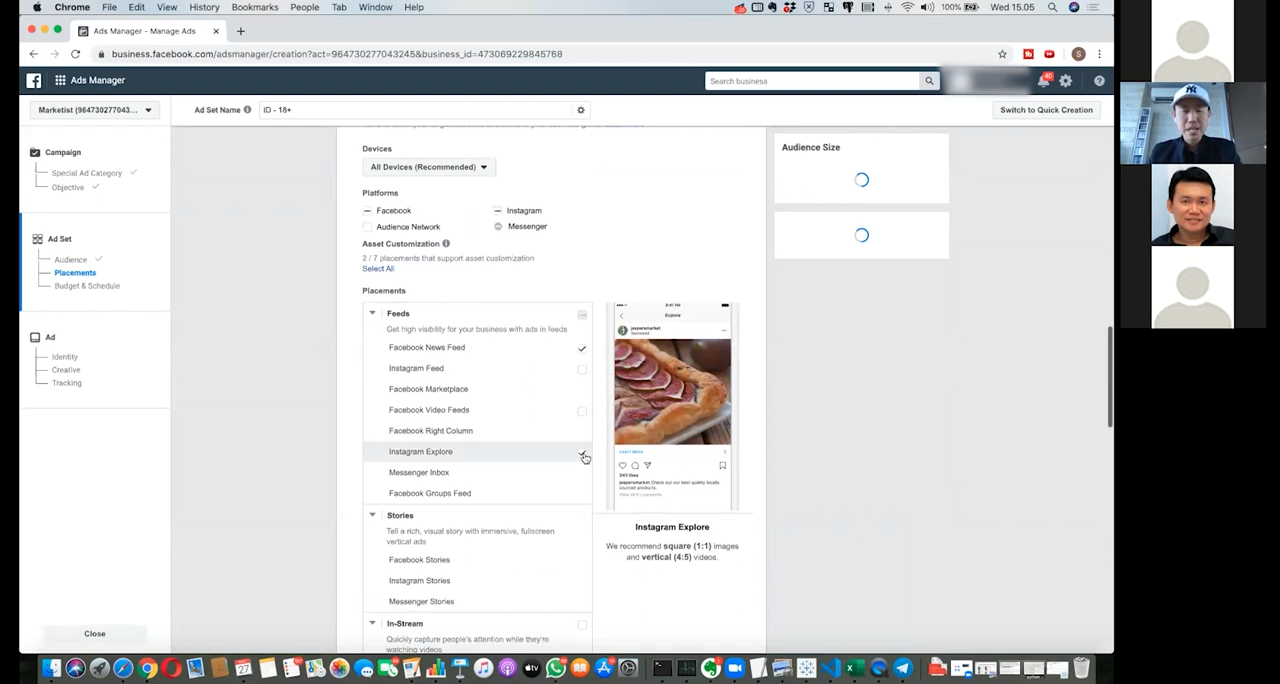 Chrome File Edit View History Bookmarks People Tab Window Help
100% Wed 15.05
Ads Manager - Manage Ads
business.facebook.com/adsmanager/creation?act=964730277043245&business_id=473069229845768
S
Ads Manager
Search business
Marketist (964730277043...
Ad Set Name
ID - 18+
Switch to Quick Creation
Campaign
Special Ad Category
Objective
Ad Set
Audience
Placements
Budget & Schedule
Ad
Identity
Creative
Tracking
Close
Devices
All Devices (Recommended)
Platforms
Facebook
Instagram
Audience Network
Messenger
Asset Customization
2 / 7 placements that support asset customization
Select All
Placements
Feeds
Get high visibility for your business with ads in feeds
Facebook News Feed
Instagram Feed
Facebook Marketplace
Facebook Video Feeds
Facebook Right Column
Instagram Explore
Messenger Inbox
Facebook Groups Feed
Stories
Tell a rich, visual story with immersive, fullscreen
vertical ads
Facebook Stories
Instagram Stories
Messenger Stories
In-Stream
Quickly capture people's attention while they're
watching videos
Explore
jaspersmarket
Sponsored
Learn More
Instagram Explore
We recommend square (1:1) images
and vertical (4:5) videos.
Audience Size